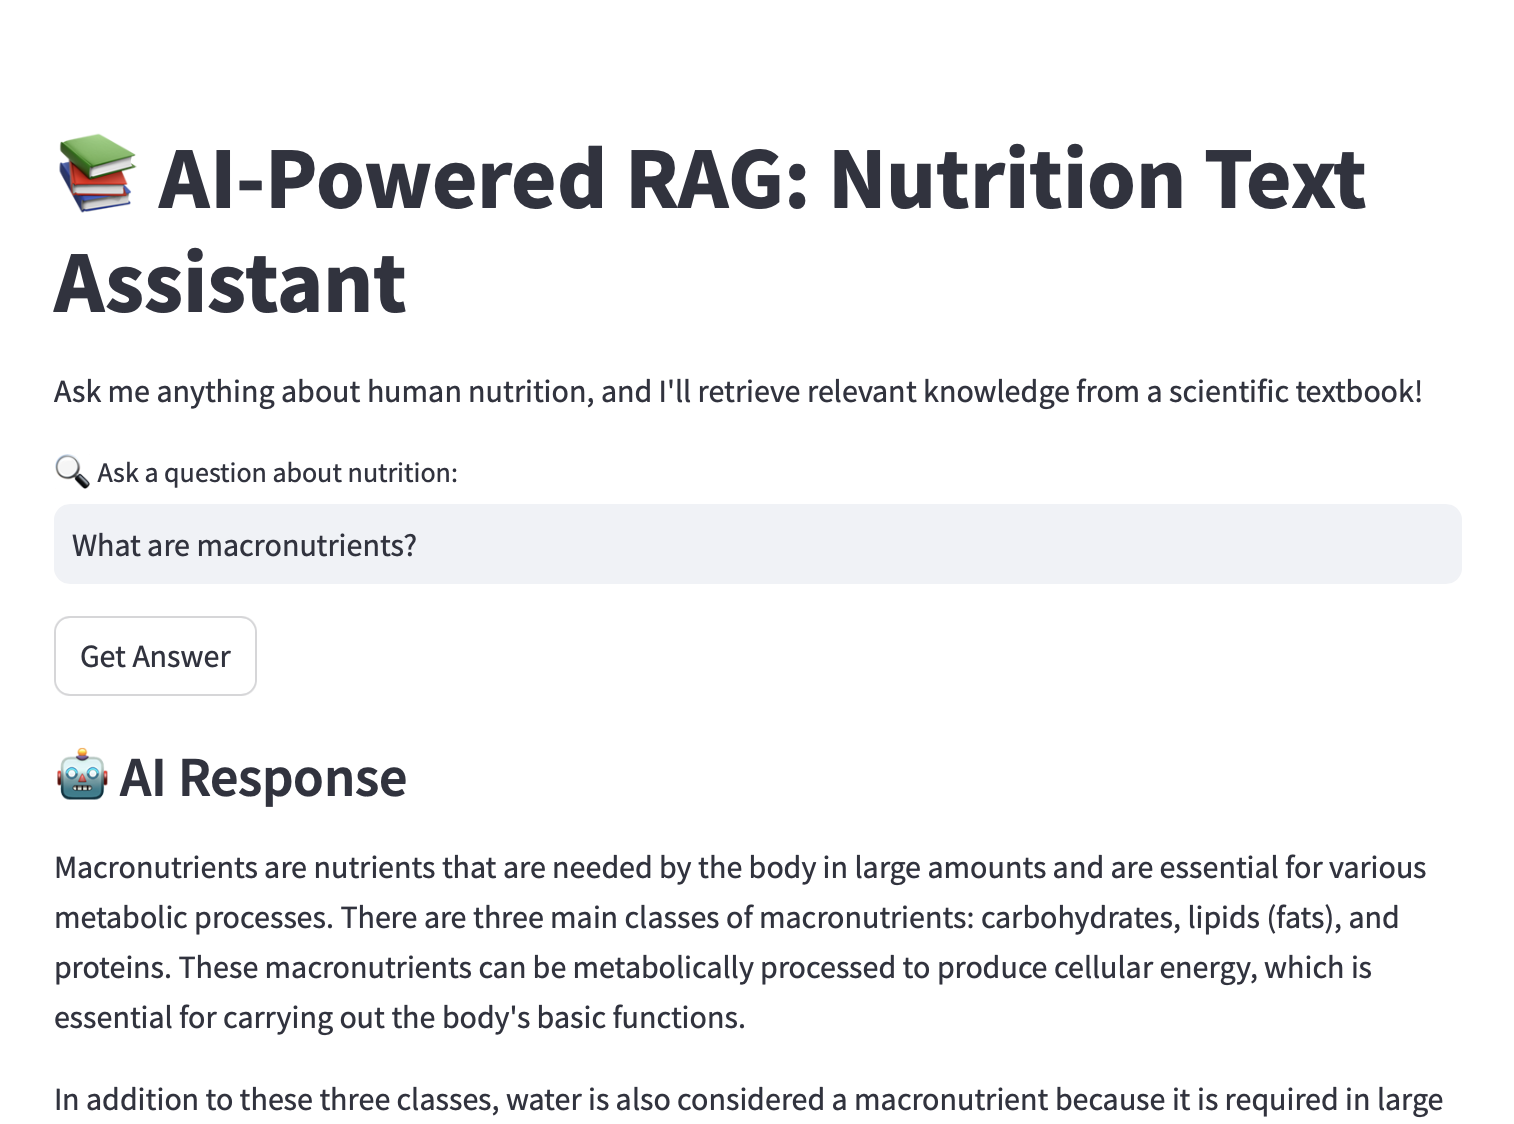 📚 AI-Powered RAG: Nutrition Text
Assistant
Ask me anything about human nutrition, and I'll retrieve relevant knowledge from a scientific textbook!
🔍 Ask a question about nutrition:
What are macronutrients?
Get Answer
🤖 AI Response
Macronutrients are nutrients that are needed by the body in large amounts and are essential for various
metabolic processes. There are three main classes of macronutrients: carbohydrates, lipids (fats), and
proteins. These macronutrients can be metabolically processed to produce cellular energy, which is
essential for carrying out the body's basic functions.
In addition to these three classes, water is also considered a macronutrient because it is required in large